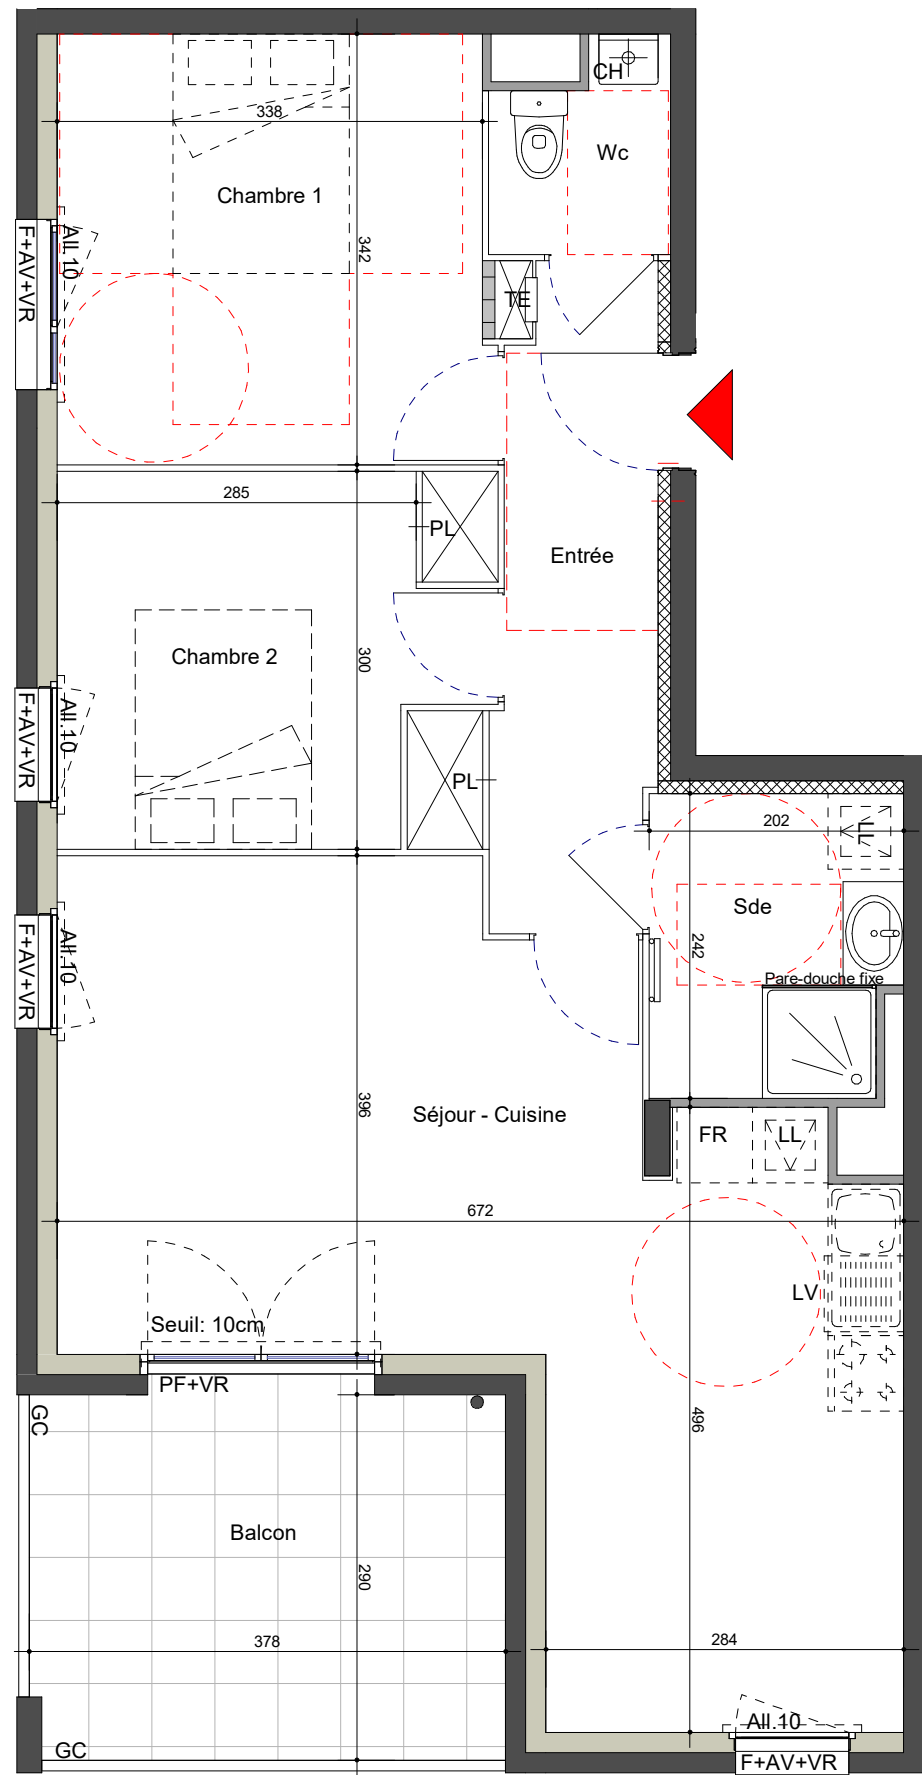 CH
Wc
338
Chambre 1
342
All.10
F+AV+VR
TE
285
PL
Entrée
Chambre 2
300
All.10
F+AV+VR
PL
202
LL
Sde
242
Pare-douche fixe
All.10
F+AV+VR
396
Séjour - Cuisine
FR
LL
672
LV
Seuil: 10cm
PF+VR
GC
496
Balcon
290
378
284
All.10
GC
F+AV+VR